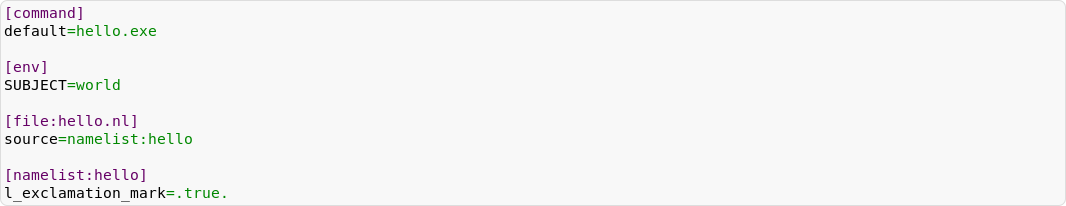 [command]
default=hello.exe

[env]
SUBJECT=world

[file:hello.nl]
source=namelist:hello

[namelist:hello]
l_exclamation_mark=.true.